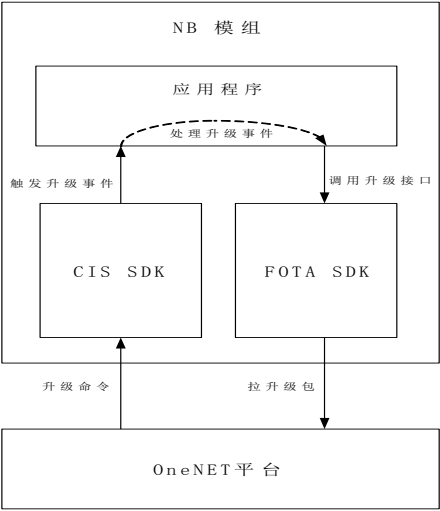 NB 模组
应用程序
处理升级事件
触发升级事件
调用升级接口
CIS SDK
FOTA SDK
升级命令
拉升级包
OneNET平台